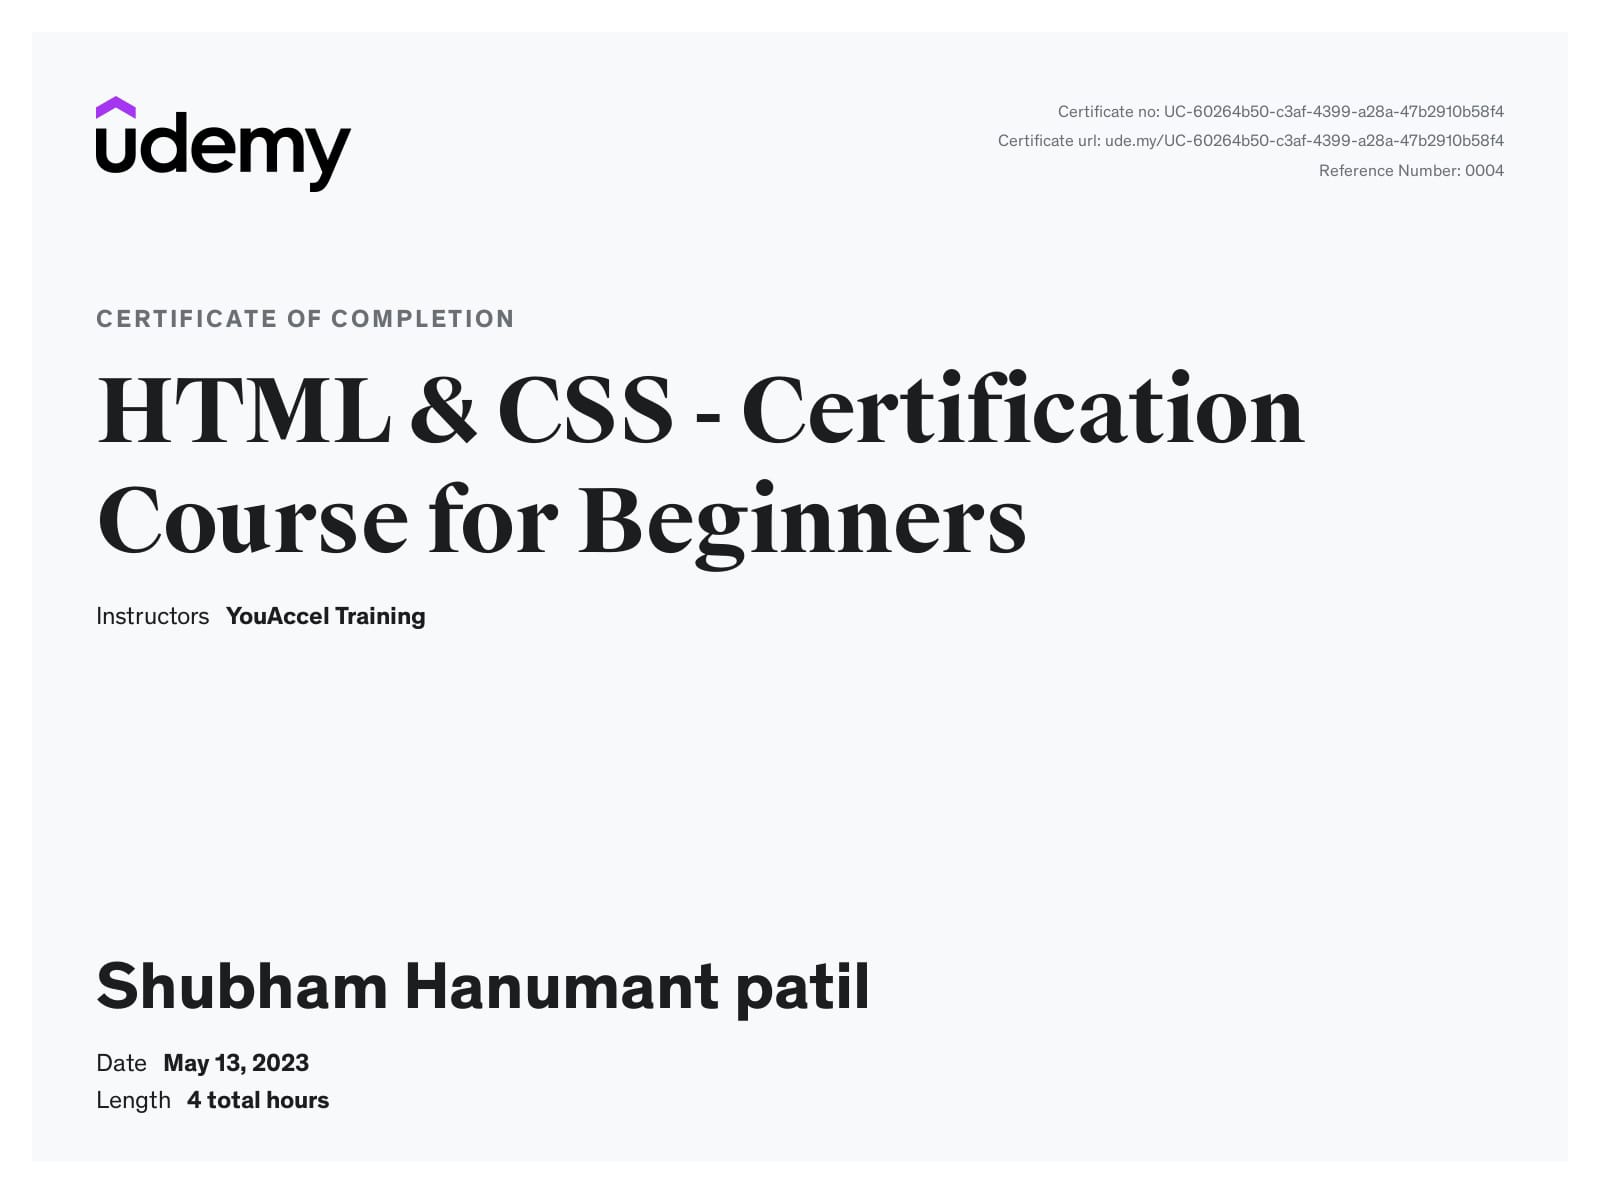 udemy
Certificate no: UC-60264b50-c3af-4399-a28a-47b2910b58f4
Certificate url: ude.my/UC-60264b50-c3af-4399-a28a-47b2910b58f4
Reference Number: 0004
CERTIFICATE OF COMPLETION
HTML & CSS - Certification
Course for Beginners
Instructors YouAccel Training
Shubham Hanumant patil
Date May 13, 2023
Length 4 total hours